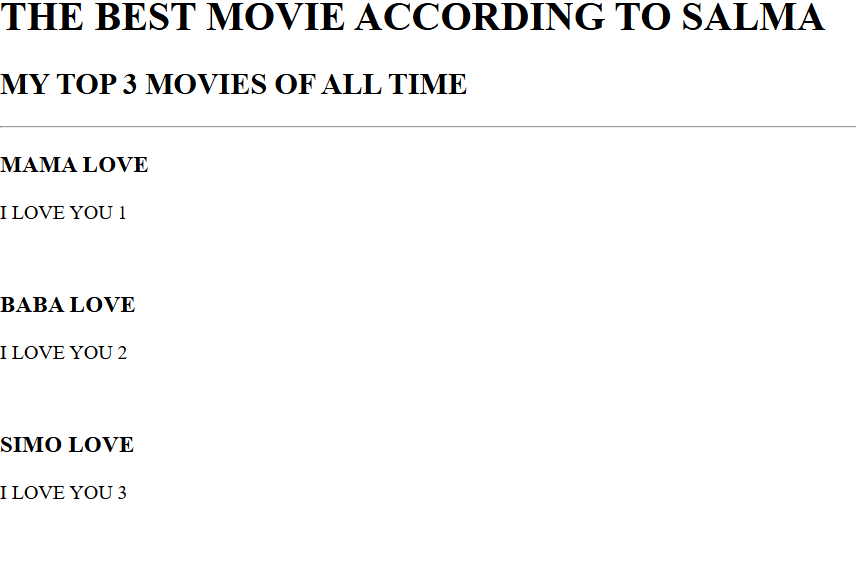 THE BEST MOVIE ACCORDING TO SALMA
MY TOP 3 MOVIES OF ALL TIME
MAMA LOVE
I LOVE YOU 1
BABA LOVE
I LOVE YOU 2
SIMO LOVE
I LOVE YOU 3